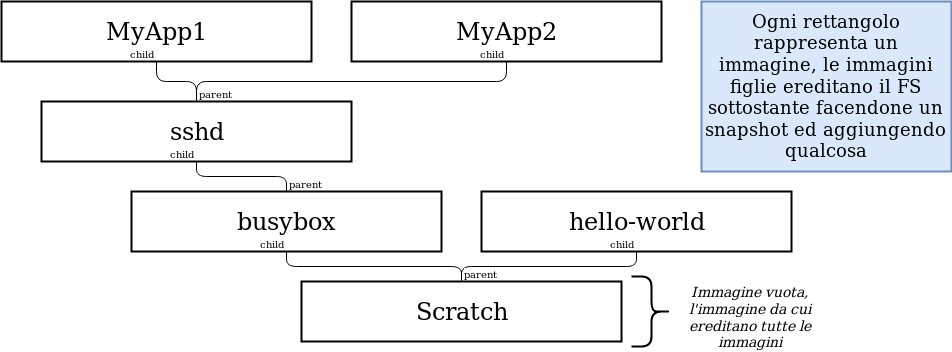 MyApp1
child
MyApp2
child
Ogni rettangolo
rappresenta un
immagine, le immagini
figlie ereditano il FS
sottostante facendone un
snapshot ed aggiungendo
qualcosa
parent
sshd
child
parent
busybox
child
hello-world
child
parent
Scratch
Immagine vuota,
l'immagine da cui
ereditano tutte le
immagini